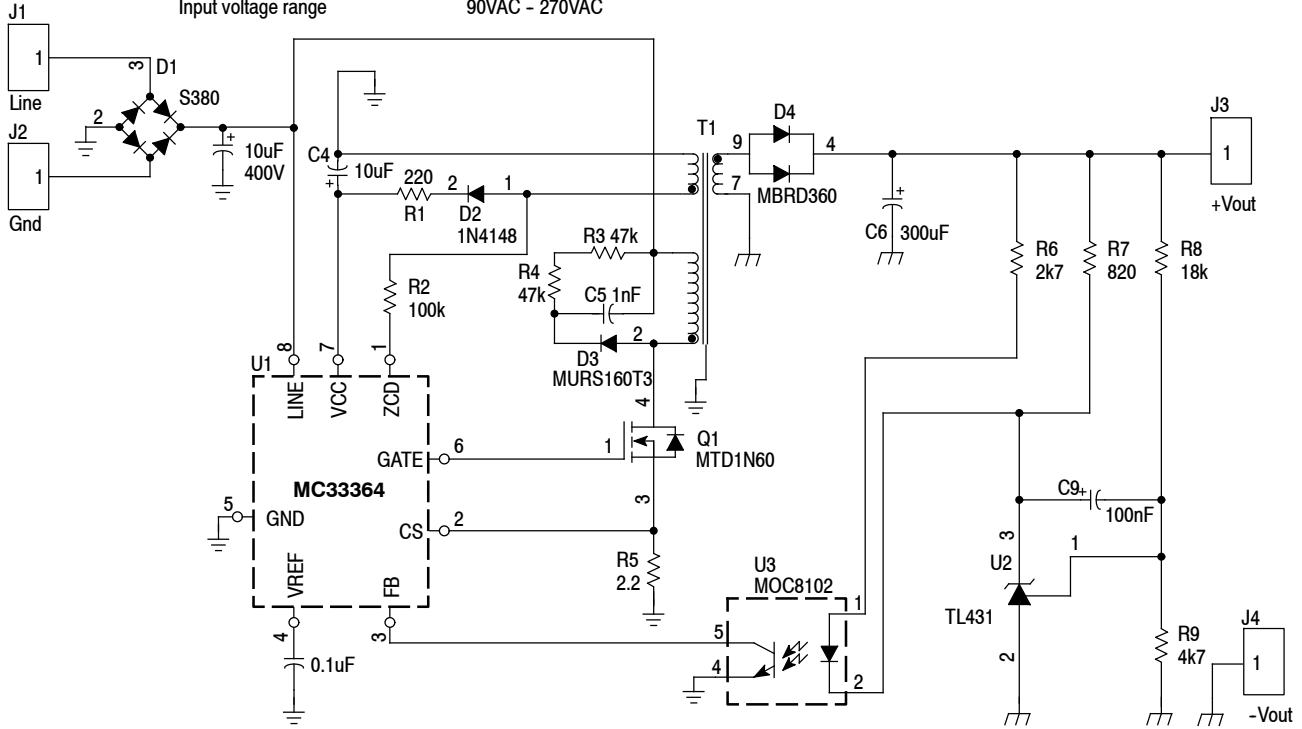 Input voltage range 90VAC - 270VAC
J1
1
Line
J2
1
Gnd
3
D1
S380
2
10uF
400V
C4
+
10uF
220
R1
2
D2
1N4148
1
R2
100k
T1
9
7
D4
MBRD360
4
J3
1
+Vout
+
C6 300uF
R6
2k7
R7
820
R8
18k
R3 47k
R4
47k
C5 1nF
D3
MURS160T3
2
4
U1
8
7
1
LINE
VCC
ZCD
GATE
6
1
Q1
MTD1N60
3
MC33364
5
GND
CS
2
R5
2.2
VREF
FB
4
3
0.1uF
U3
MOC8102
5
4
1
2
C9+
100nF
3
U2
1
TL431
2
R9
4k7
J4
1
-Vout